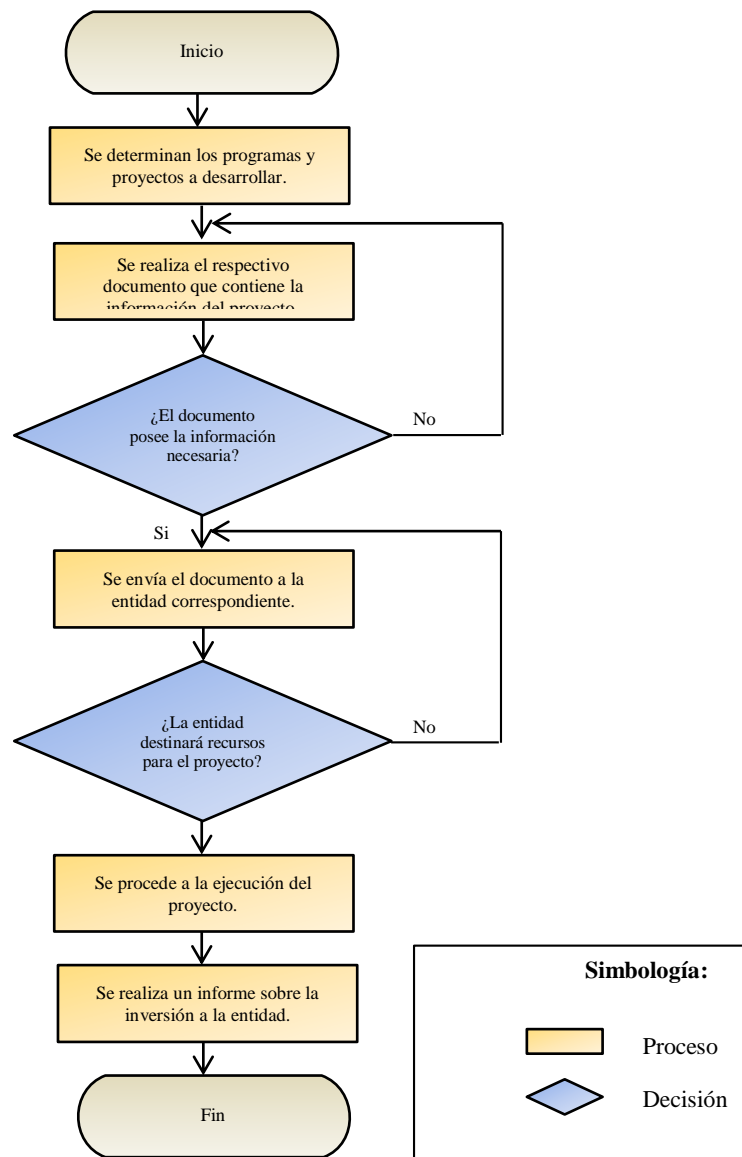 Inicio
Se determinan los programas y
proyectos a desarrollar.
Se realiza el respectivo
documento que contiene la
información del proyecto.
¿El documento
posee la información
necesaria?
No
Si
Se envía el documento a la
entidad correspondiente.
¿La entidad
destinará recursos
para el proyecto?
No
Se procede a la ejecución del
proyecto.
Se realiza un informe sobre la
inversión a la entidad.
Fin
Simbología:
Proceso
Decisión